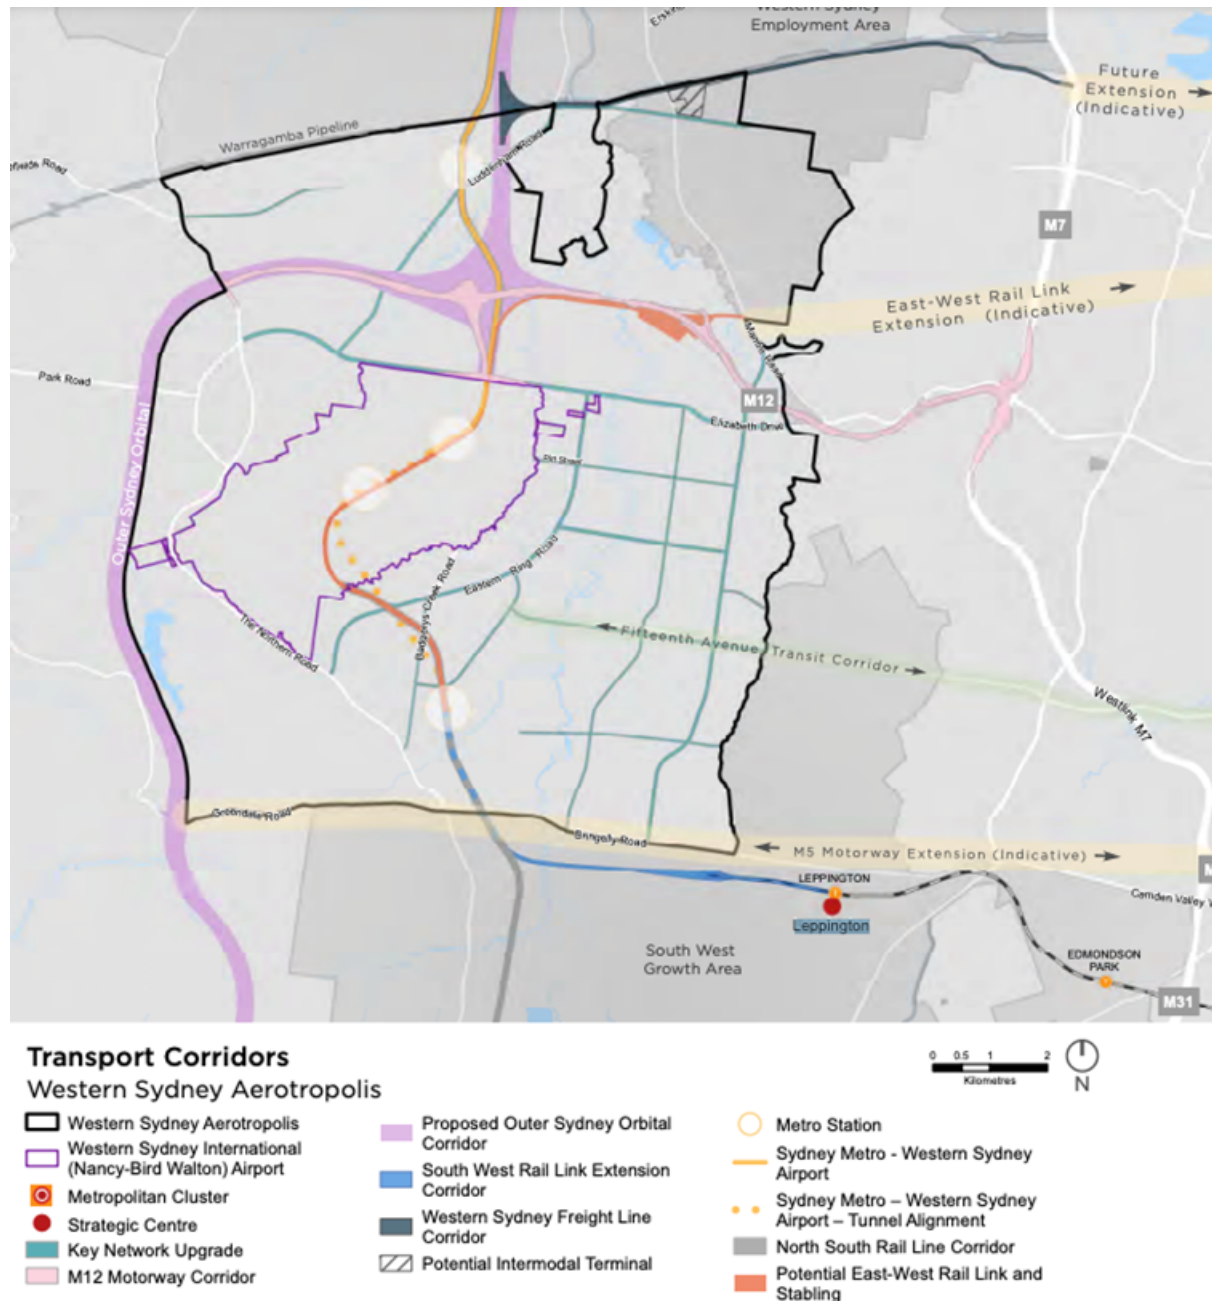 Western Sydney
Employment Area
Future
Extension
(Indicative)
Warragamba Pipeline
Luddenham Road
M7
East-West Rail Link
Extension (Indicative)
Park Road
M12
Elizabeth Drive
Outer Sydney Orbital
Eastern Ring Road
Badgerys Creek Road
The Northern Road
Fifteenth Avenue Transit Corridor
Westlink M7
Greendale Road
Bringelly Road
M5 Motorway Extension (Indicative)
LEPPINGTON
Leppington
Camden Valley
South West
Growth Area
EDMONDSON
PARK
M31
Transport Corridors
Western Sydney Aerotropolis
0 0.5 1 2
Kilometres
N
Western Sydney Aerotropolis
Western Sydney International
(Nancy-Bird Walton) Airport
Metropolitan Cluster
Strategic Centre
Key Network Upgrade
M12 Motorway Corridor
Proposed Outer Sydney Orbital
Corridor
South West Rail Link Extension
Corridor
Western Sydney Freight Line
Corridor
Potential Intermodal Terminal
Metro Station
Sydney Metro - Western Sydney
Airport
Sydney Metro – Western Sydney
Airport – Tunnel Alignment
North South Rail Line Corridor
Potential East-West Rail Link and
Stabling